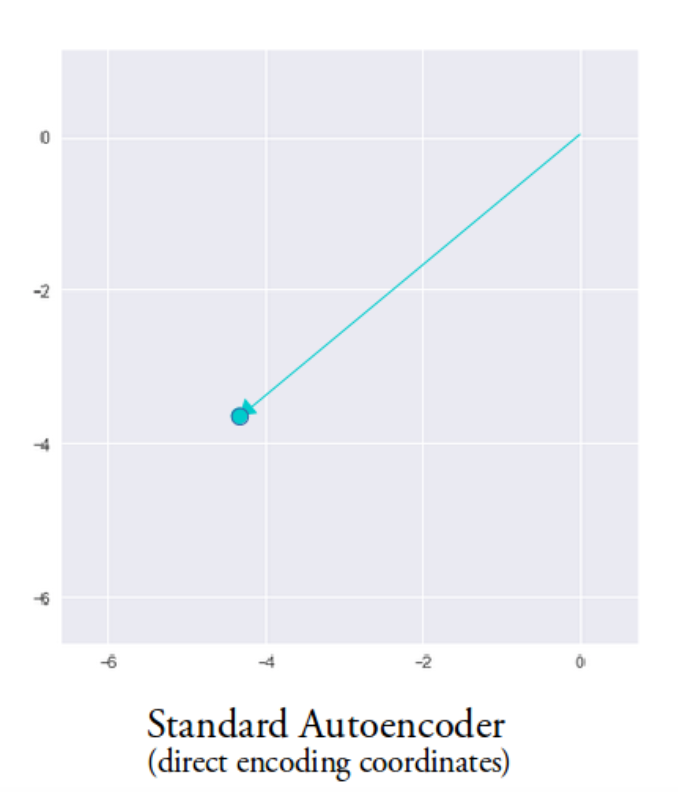 0
-2
-4
-6
-6 -4 -2 0
Standard Autoencoder
(direct encoding coordinates)